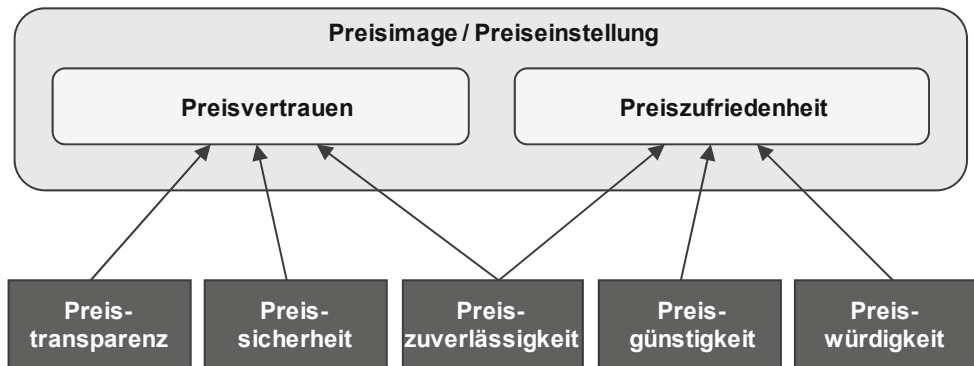 Preisimage / Preiseinstellung
Preisvertrauen
Preiszufriedenheit
Preis-
transparenz
Preis-
sicherheit
Preis-
zuverlässigkeit
Preis-
günstigkeit
Preis-
würdigkeit